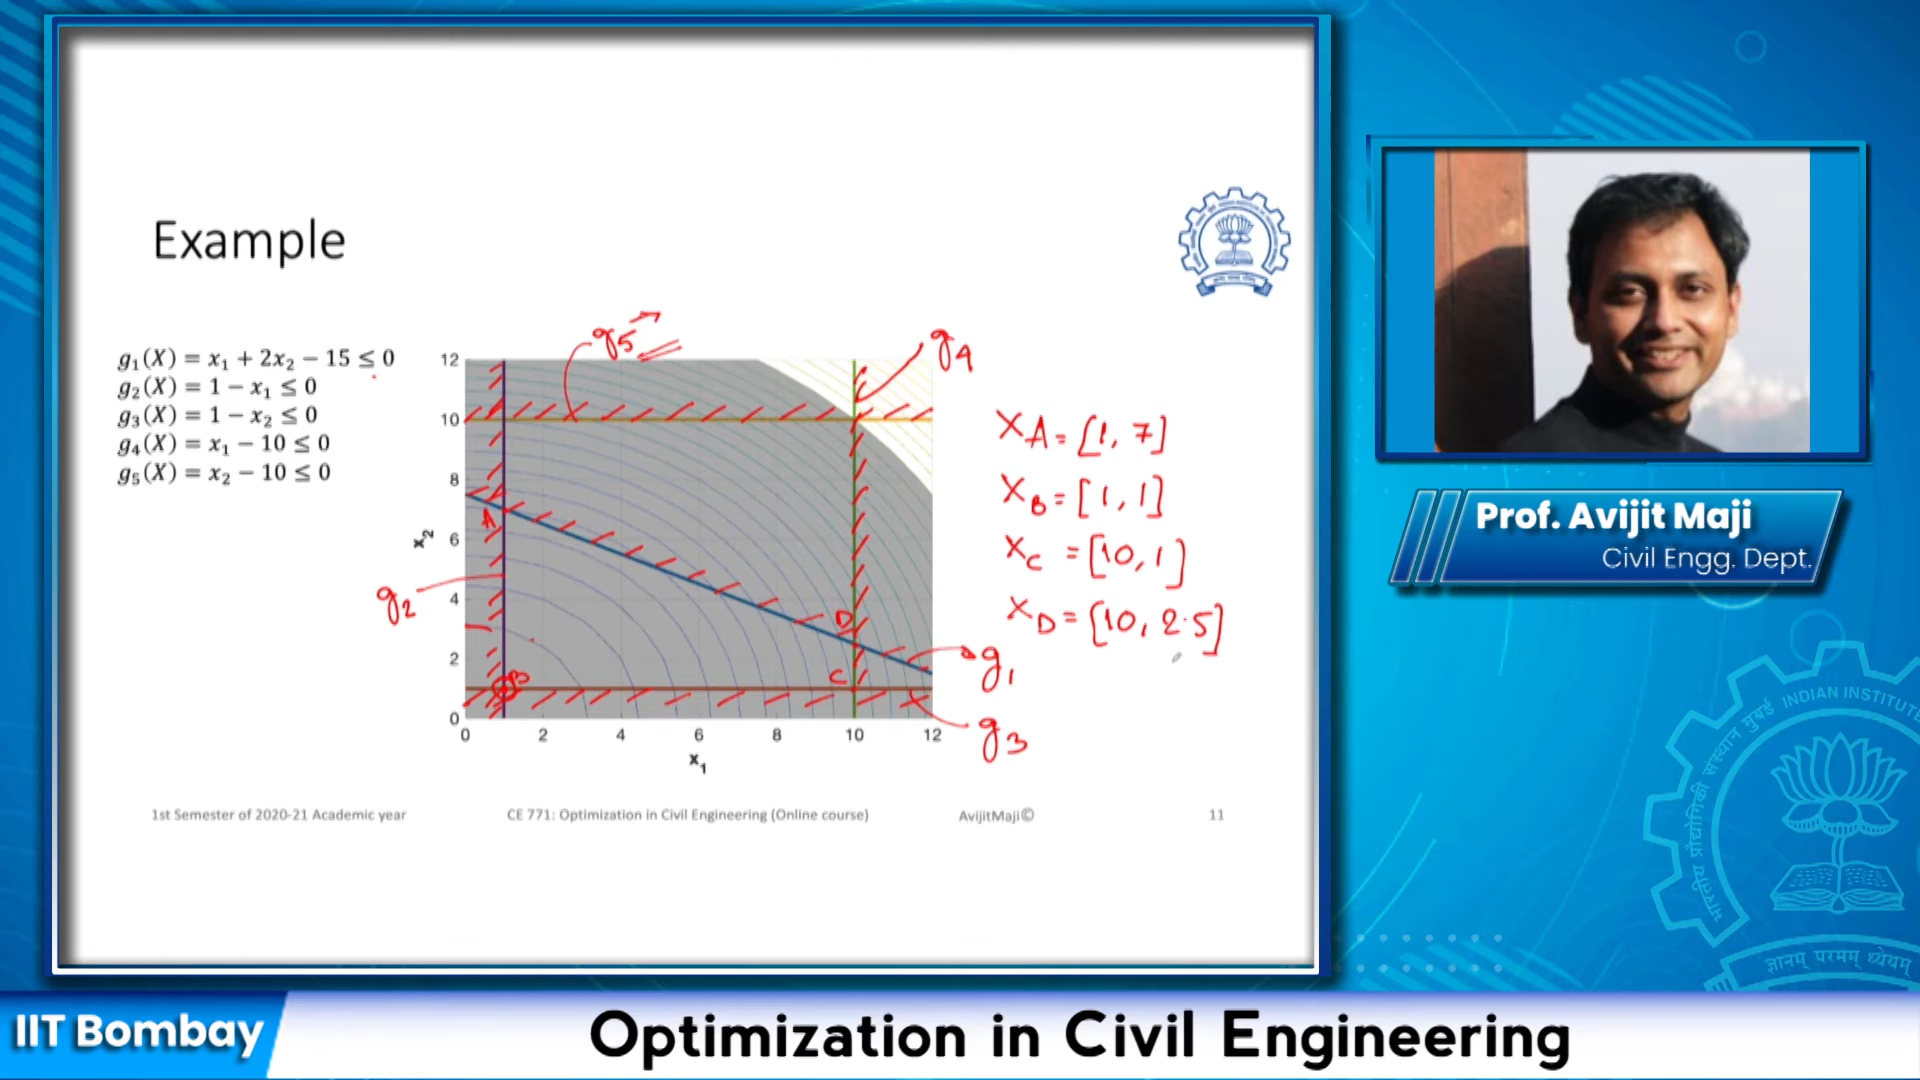 Example
g₁(X) = x₁ + 2x₂ − 15 ≤ 0
g₂(X) = 1 − x₁ ≤ 0
g₃(X) = 1 − x₂ ≤ 0
g₄(X) = x₁ − 10 ≤ 0
g₅(X) = x₂ − 10 ≤ 0
g5
g4
12
10
8
6
4
2
0
x₂
A
g2
B
C
D
g1
g3
0 2 4 6 8 10 12
x₁
XA = [1, 7]
XB = [1, 1]
XC = [10, 1]
XD = [10, 2.5]
1st Semester of 2020-21 Academic year
CE 771: Optimization in Civil Engineering (Online course)
AvijitMaji©
11
Prof. Avijit Maji
Civil Engg. Dept.
मुंबई
INDIAN INSTITUTE
भारतीय प्रौद्योगिकी संस्थान
ज्ञानम् परमम् ध्येयम्
IIT Bombay
Optimization in Civil Engineering